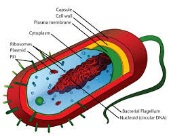 Capsule
Cell wall
Plasma membrane
Cytoplasm
Ribosomes
Plasmid
Pili
Bacterial Flagellum
Nucleoid (circular DNA)